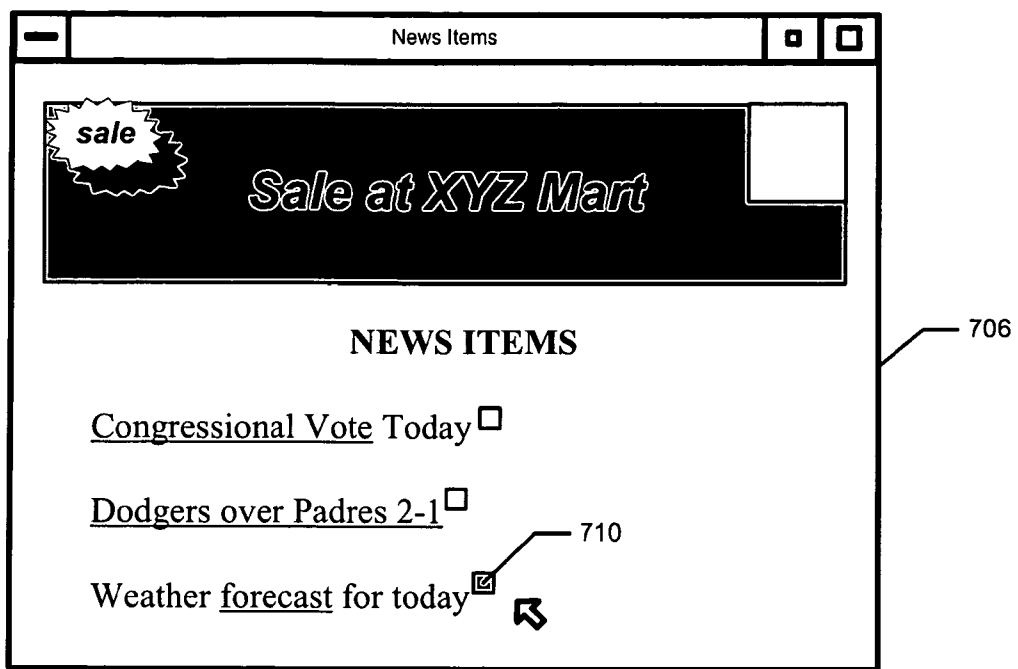 News Items
sale
Sale at XYZ Mart
NEWS ITEMS
706
Congressional Vote Today
Dodgers over Padres 2-1
710
Weather forecast for today